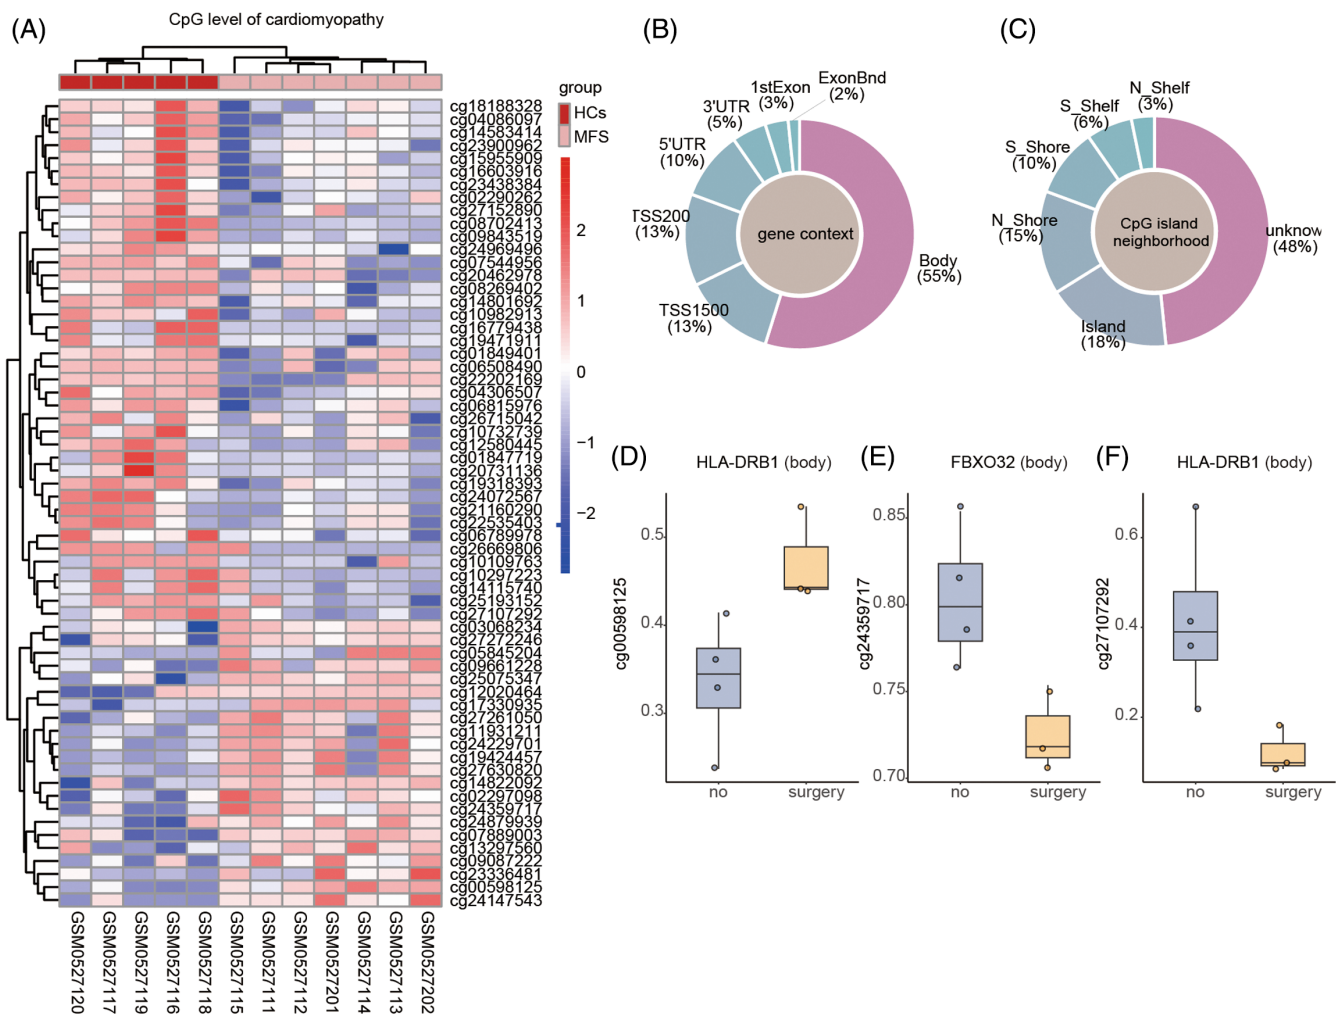 (A)
CpG level of cardiomyopathy
group
HCs
MFS
2
1
0
−1
−2
cg18188328
cg04086097
cg14583414
cg23900962
cg15955909
cg16603916
cg23438384
cg02290262
cg27152890
cg08702413
cg09843519
cg24969496
cg07544956
cg20462978
cg08269402
cg14801692
cg10982913
cg16779438
cg19471911
cg01849401
cg06508490
cg22202169
cg04306507
cg06815976
cg26715042
cg10732739
cg12580445
cg01847719
cg20731136
cg19318393
cg24072567
cg21160290
cg22535403
cg06789978
cg26669806
cg10109763
cg10297223
cg14115740
cg25193152
cg27107292
cg03068234
cg27272246
cg05845204
cg09661228
cg25075347
cg12020464
cg17330935
cg27261050
cg11931211
cg24229701
cg19424457
cg27630820
cg14822092
cg02297098
cg24359717
cg24879939
cg07889003
cg13297560
cg09087222
cg23336481
cg00598125
cg24147543
GSM0527120
GSM0527117
GSM0527119
GSM0527116
GSM0527118
GSM0527115
GSM0527111
GSM0527112
GSM0527201
GSM0527114
GSM0527113
GSM0527202
(B)
ExonBnd
(2%)
1stExon
(3%)
3'UTR
(5%)
5'UTR
(10%)
TSS200
(13%)
TSS1500
(13%)
Body
(55%)
gene context
(C)
N_Shelf
(3%)
S_Shelf
(6%)
S_Shore
(10%)
N_Shore
(15%)
Island
(18%)
unknow
(48%)
CpG island
neighborhood
(D)
HLA-DRB1 (body)
cg00598125
0.5
0.4
0.3
no
surgery
(E)
FBXO32 (body)
cg24359717
0.85
0.80
0.75
0.70
no
surgery
(F)
HLA-DRB1 (body)
cg27107292
0.6
0.4
0.2
no
surgery